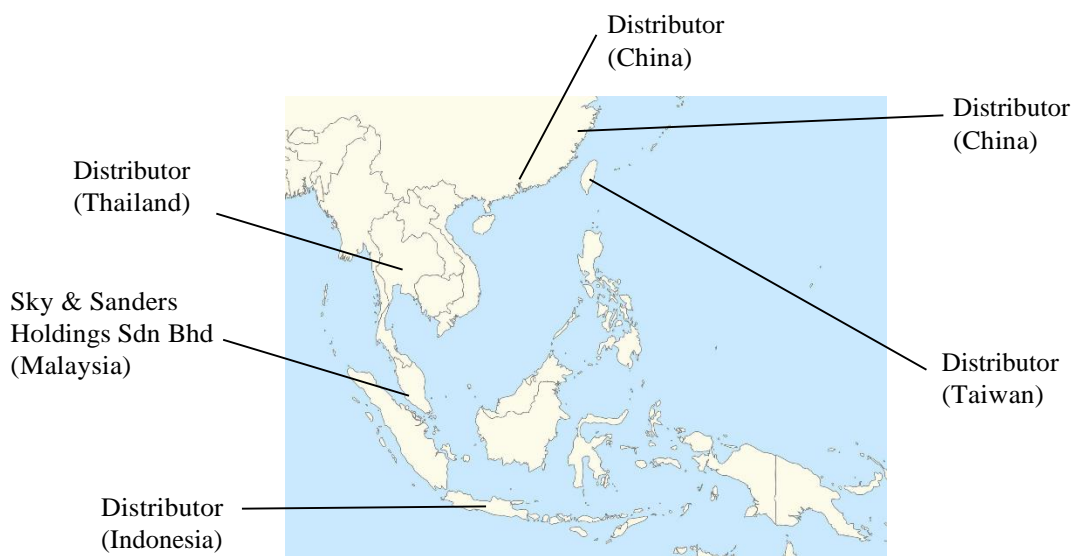 Distributor
(China)
Distributor
(China)
Distributor
(Thailand)
Sky & Sanders
Holdings Sdn Bhd
(Malaysia)
Distributor
(Taiwan)
Distributor
(Indonesia)